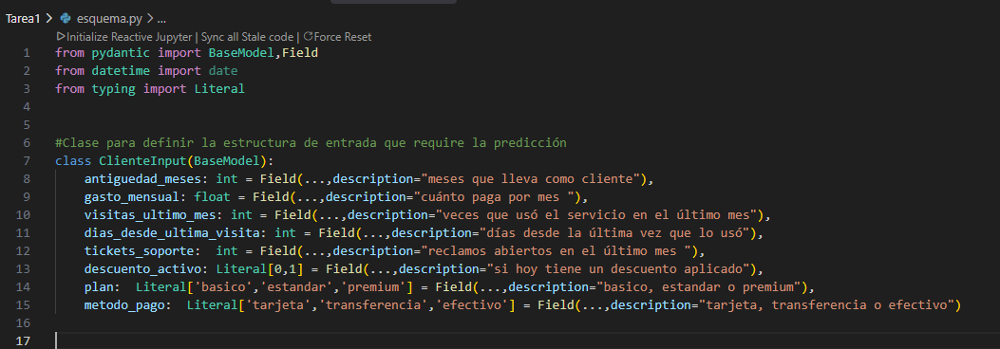 Tarea1 > esquema.py > ...
Initialize Reactive Jupyter | Sync all Stale code | Force Reset
1 from pydantic import BaseModel,Field
2 from datetime import date
3 from typing import Literal
4
5
6 #Clase para definir la estructura de entrada que require la predicción
7 class ClienteInput(BaseModel):
8     antiguedad_meses: int = Field(...,description="meses que lleva como cliente"),
9     gasto_mensual: float = Field(...,description="cuánto paga por mes "),
10     visitas_ultimo_mes: int = Field(...,description="veces que usó el servicio en el último mes"),
11     dias_desde_ultima_visita: int = Field(...,description="días desde la última vez que lo usó"),
12     tickets_soporte:  int = Field(...,description="reclamos abiertos en el último mes "),
13     descuento_activo: Literal[0,1] = Field(...,description="si hoy tiene un descuento aplicado"),
14     plan:  Literal['basico','estandar','premium'] = Field(...,description="basico, estandar o premium"),
15     metodo_pago:  Literal['tarjeta','transferencia','efectivo'] = Field(...,description="tarjeta, transferencia o efectivo")
16
17